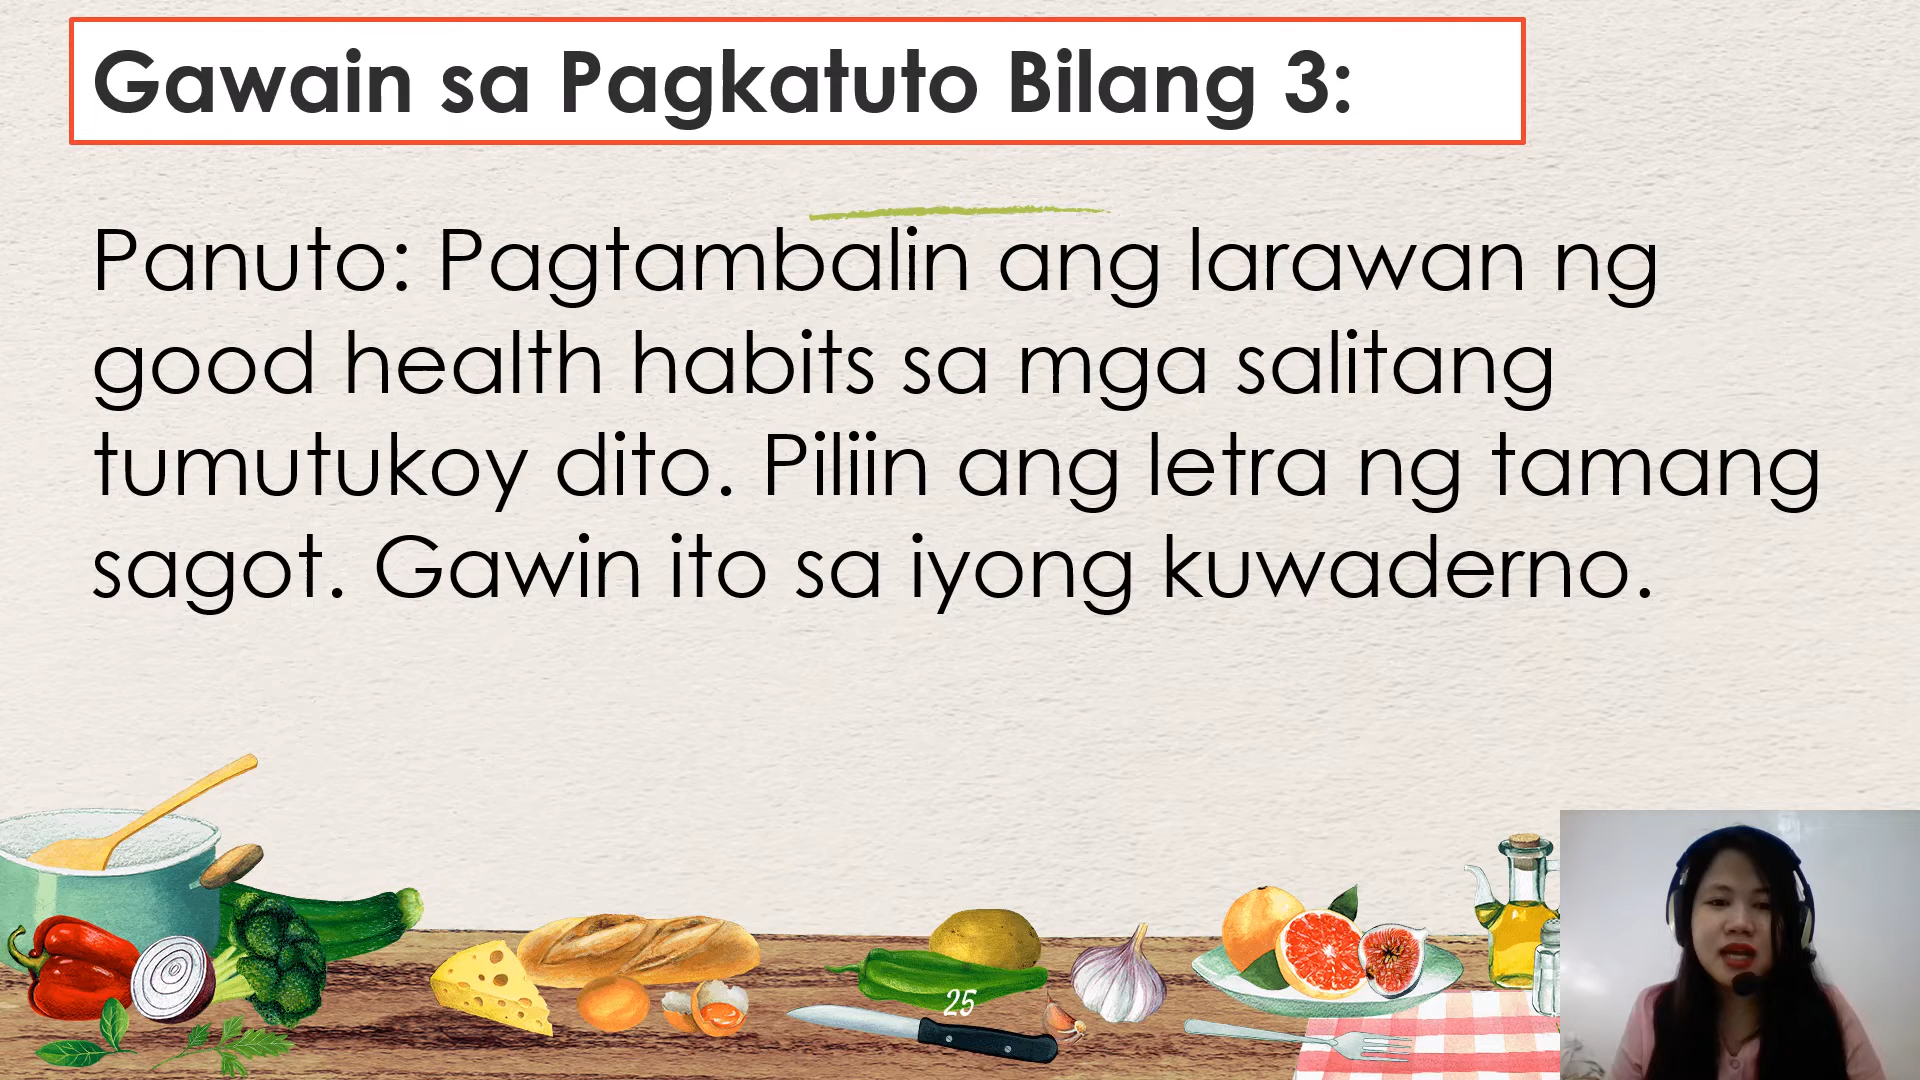 Gawain sa Pagkatuto Bilang 3:
Panuto: Pagtambalin ang larawan ng
good health habits sa mga salitang
tumutukoy dito. Piliin ang letra ng tamang
sagot. Gawin ito sa iyong kuwaderno.
25